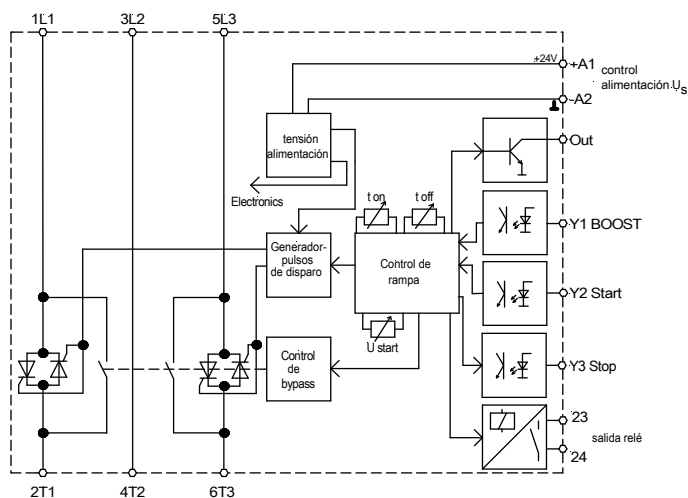 1L1
3L2
5L3
+24V
+A1
control
alimentación.Us
-A2
tensión
alimentación
Out
Electronics
t on
t off
Y1 BOOST
Generador-
pulsos
de disparo
Control de
rampa
Y2 Start
U start
Control
de
bypass
Y3 Stop
23
salida relé
24
2T1
4T2
6T3